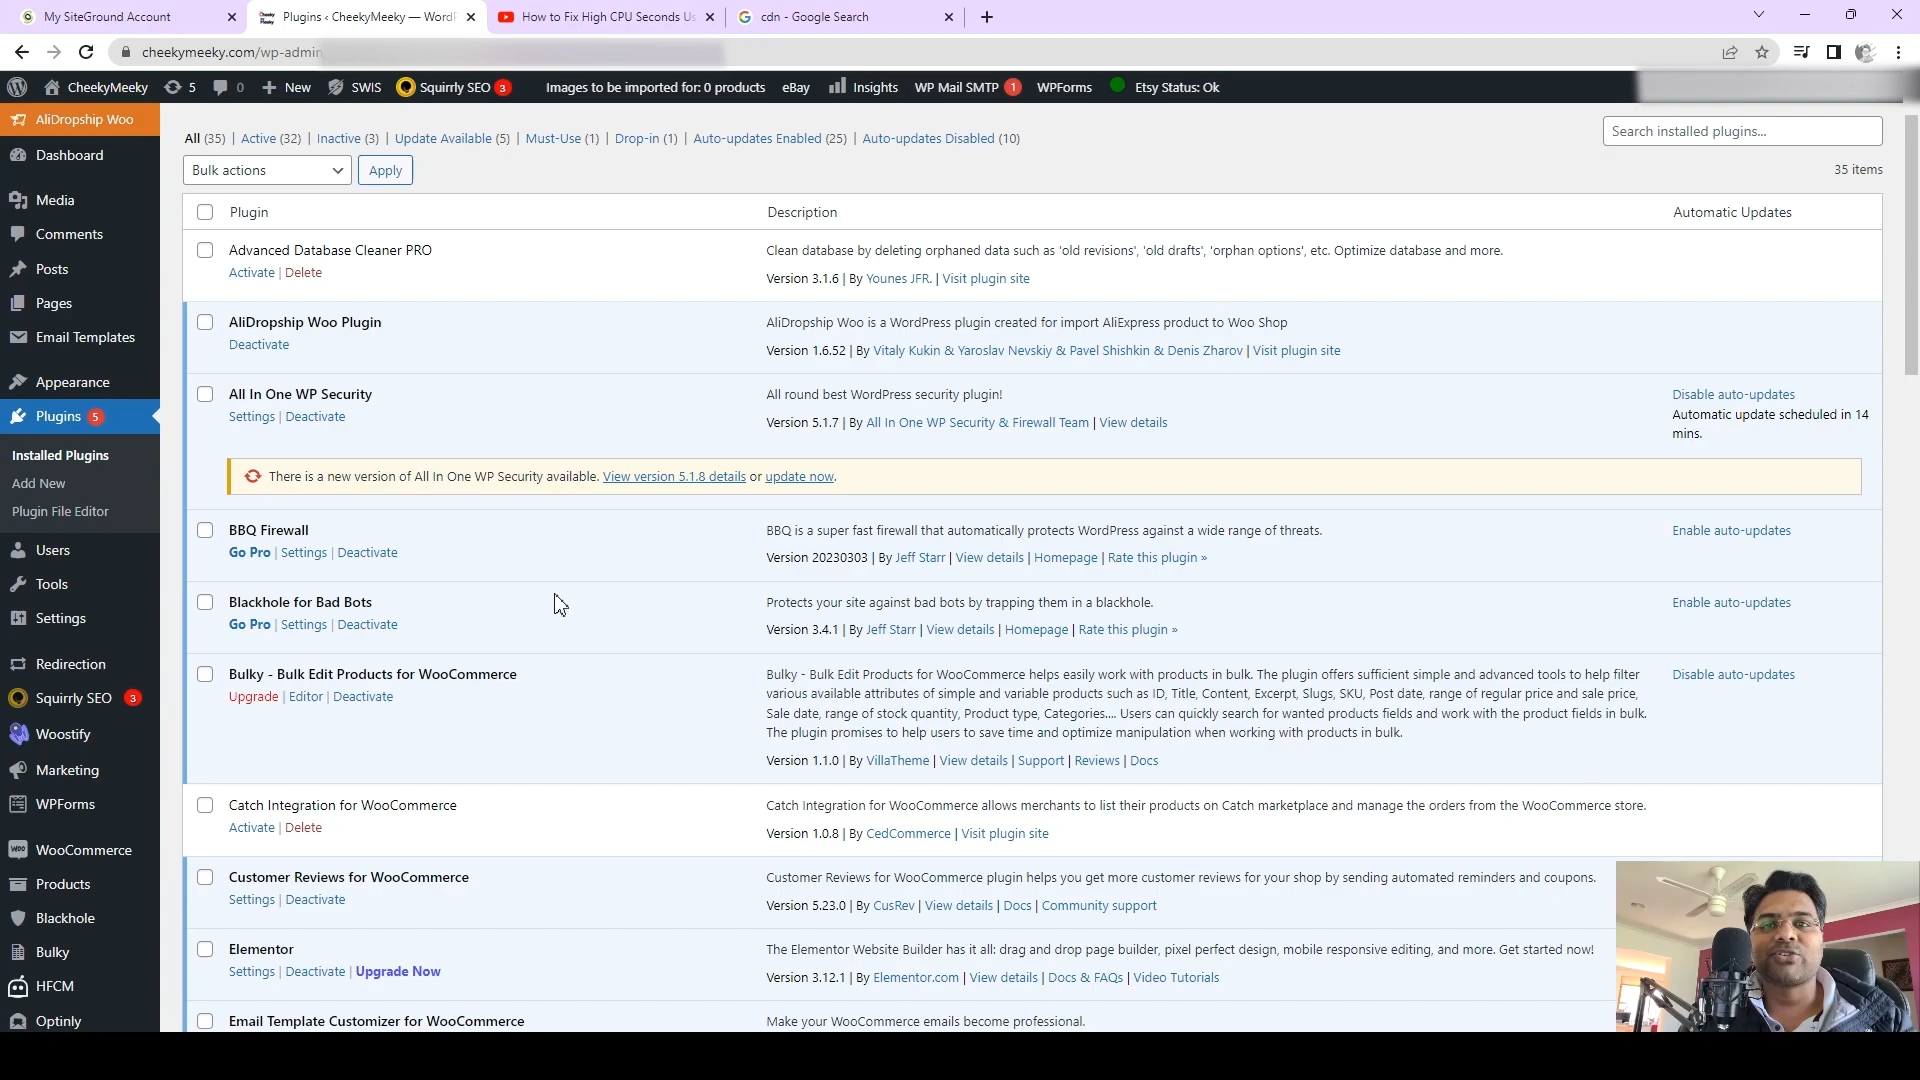 My SiteGround Account
Plugins ‹ CheekyMeeky — WordP
How to Fix High CPU Seconds Us
cdn - Google Search
cheekymeeky.com/wp-admin
CheekyMeeky
5
0
New
SWIS
Squirrly SEO 3
Images to be imported for: 0 products
eBay
Insights
WP Mail SMTP 1
WPForms
Etsy Status: Ok
AliDropship Woo
Dashboard
Media
Comments
Posts
Pages
Email Templates
Appearance
Plugins 5
Installed Plugins
Add New
Plugin File Editor
Users
Tools
Settings
Redirection
Squirrly SEO 3
Woostify
Marketing
WPForms
WooCommerce
Products
Blackhole
Bulky
HFCM
Optinly
All (35) | Active (32) | Inactive (3) | Update Available (5) | Must-Use (1) | Drop-in (1) | Auto-updates Enabled (25) | Auto-updates Disabled (10)
Search installed plugins...
Bulk actions
Apply
35 items
Plugin
Description
Automatic Updates
Advanced Database Cleaner PRO
Activate | Delete
Clean database by deleting orphaned data such as 'old revisions', 'old drafts', 'orphan options', etc. Optimize database and more.
Version 3.1.6 | By Younes JFR. | Visit plugin site
AliDropship Woo Plugin
Deactivate
AliDropship Woo is a WordPress plugin created for import AliExpress product to Woo Shop
Version 1.6.52 | By Vitaly Kukin & Yaroslav Nevskiy & Pavel Shishkin & Denis Zharov | Visit plugin site
All In One WP Security
Settings | Deactivate
All round best WordPress security plugin!
Version 5.1.7 | By All In One WP Security & Firewall Team | View details
Disable auto-updates
Automatic update scheduled in 14
mins.
There is a new version of All In One WP Security available. View version 5.1.8 details or update now.
BBQ Firewall
Go Pro | Settings | Deactivate
BBQ is a super fast firewall that automatically protects WordPress against a wide range of threats.
Version 20230303 | By Jeff Starr | View details | Homepage | Rate this plugin »
Enable auto-updates
Blackhole for Bad Bots
Go Pro | Settings | Deactivate
Protects your site against bad bots by trapping them in a blackhole.
Version 3.4.1 | By Jeff Starr | View details | Homepage | Rate this plugin »
Enable auto-updates
Bulky - Bulk Edit Products for WooCommerce
Upgrade | Editor | Deactivate
Bulky - Bulk Edit Products for WooCommerce helps easily work with products in bulk. The plugin offers sufficient simple and advanced tools to help filter
various available attributes of simple and variable products such as ID, Title, Content, Excerpt, Slugs, SKU, Post date, range of regular price and sale price,
Sale date, range of stock quantity, Product type, Categories.... Users can quickly search for wanted products fields and work with the product fields in bulk.
The plugin promises to help users to save time and optimize manipulation when working with products in bulk.
Version 1.1.0 | By VillaTheme | View details | Support | Reviews | Docs
Disable auto-updates
Catch Integration for WooCommerce
Activate | Delete
Catch Integration for WooCommerce allows merchants to list their products on Catch marketplace and manage the orders from the WooCommerce store.
Version 1.0.8 | By CedCommerce | Visit plugin site
Customer Reviews for WooCommerce
Settings | Deactivate
Customer Reviews for WooCommerce plugin helps you get more customer reviews for your shop by sending automated reminders and coupons.
Version 5.23.0 | By CusRev | View details | Docs | Community support
Elementor
Settings | Deactivate | Upgrade Now
The Elementor Website Builder has it all: drag and drop page builder, pixel perfect design, mobile responsive editing, and more. Get started now!
Version 3.12.1 | By Elementor.com | View details | Docs & FAQs | Video Tutorials
Email Template Customizer for WooCommerce
Make your WooCommerce emails become professional.